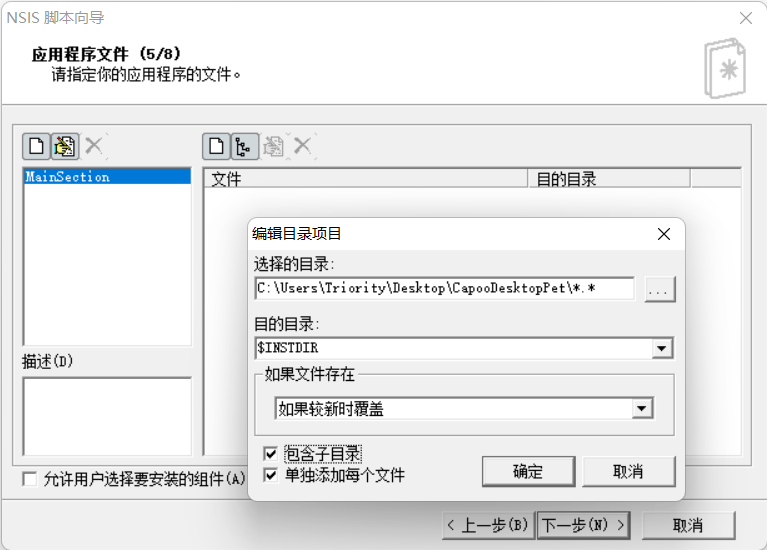 NSIS 脚本向导
应用程序文件 (5/8)
请指定你的应用程序的文件。
MainSection
文件
目的目录
编辑目录项目
选择的目录:
C:\Users\Triority\Desktop\CapooDesktopPet\*.*
...
目的目录:
$INSTDIR
如果文件存在
如果较新时覆盖
包含子目录
单独添加每个文件
确定
取消
描述(D)
允许用户选择要安装的组件(A)
< 上一步(B)
下一步(N) >
取消